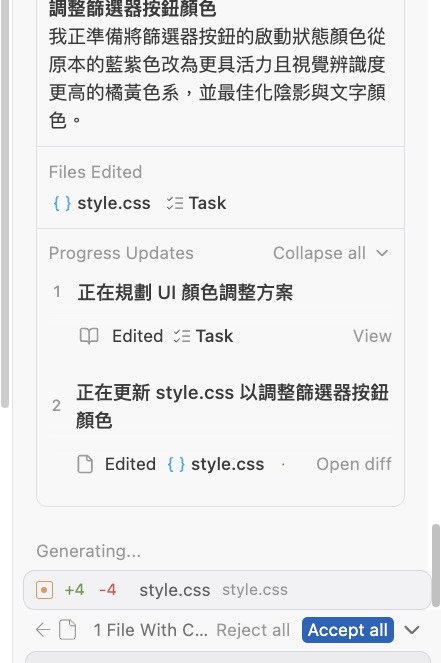 調整篩選器按鈕顏色
我正準備將篩選器按鈕的啟動狀態顏色從
原本的藍紫色改為更具活力且視覺辨識度
更高的橘黃色系，並最佳化陰影與文字顏
色。
Files Edited
{ } style.css Task
Progress Updates Collapse all
1 正在規劃 UI 顏色調整方案
Edited Task View
2 正在更新 style.css 以調整篩選器按鈕
顏色
Edited { } style.css · Open diff
Generating...
+4 -4 style.css style.css
1 File With C... Reject all Accept all